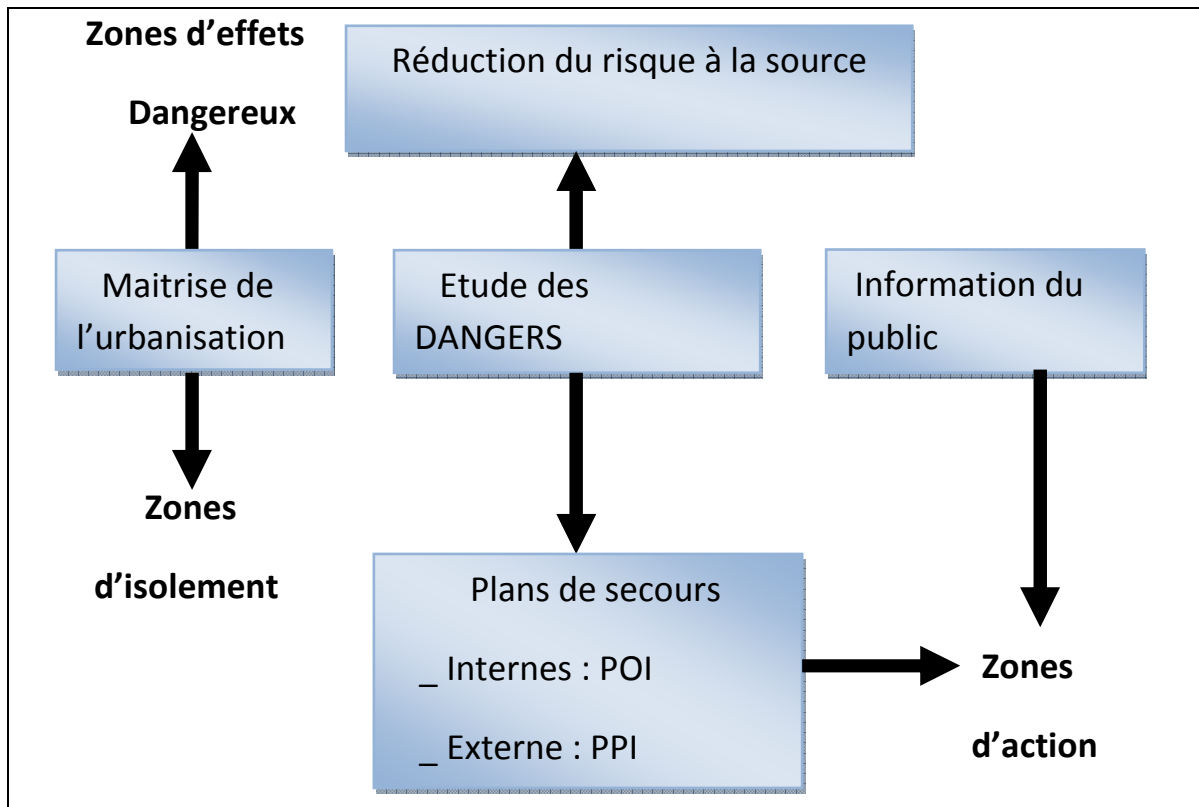 Zones d’effets
Dangereux
Réduction du risque à la source
Maitrise de
l’urbanisation
Etude des
DANGERS
Information du
public
Zones
d’isolement
Plans de secours
_ Internes : POI
_ Externe : PPI
Zones
d’action